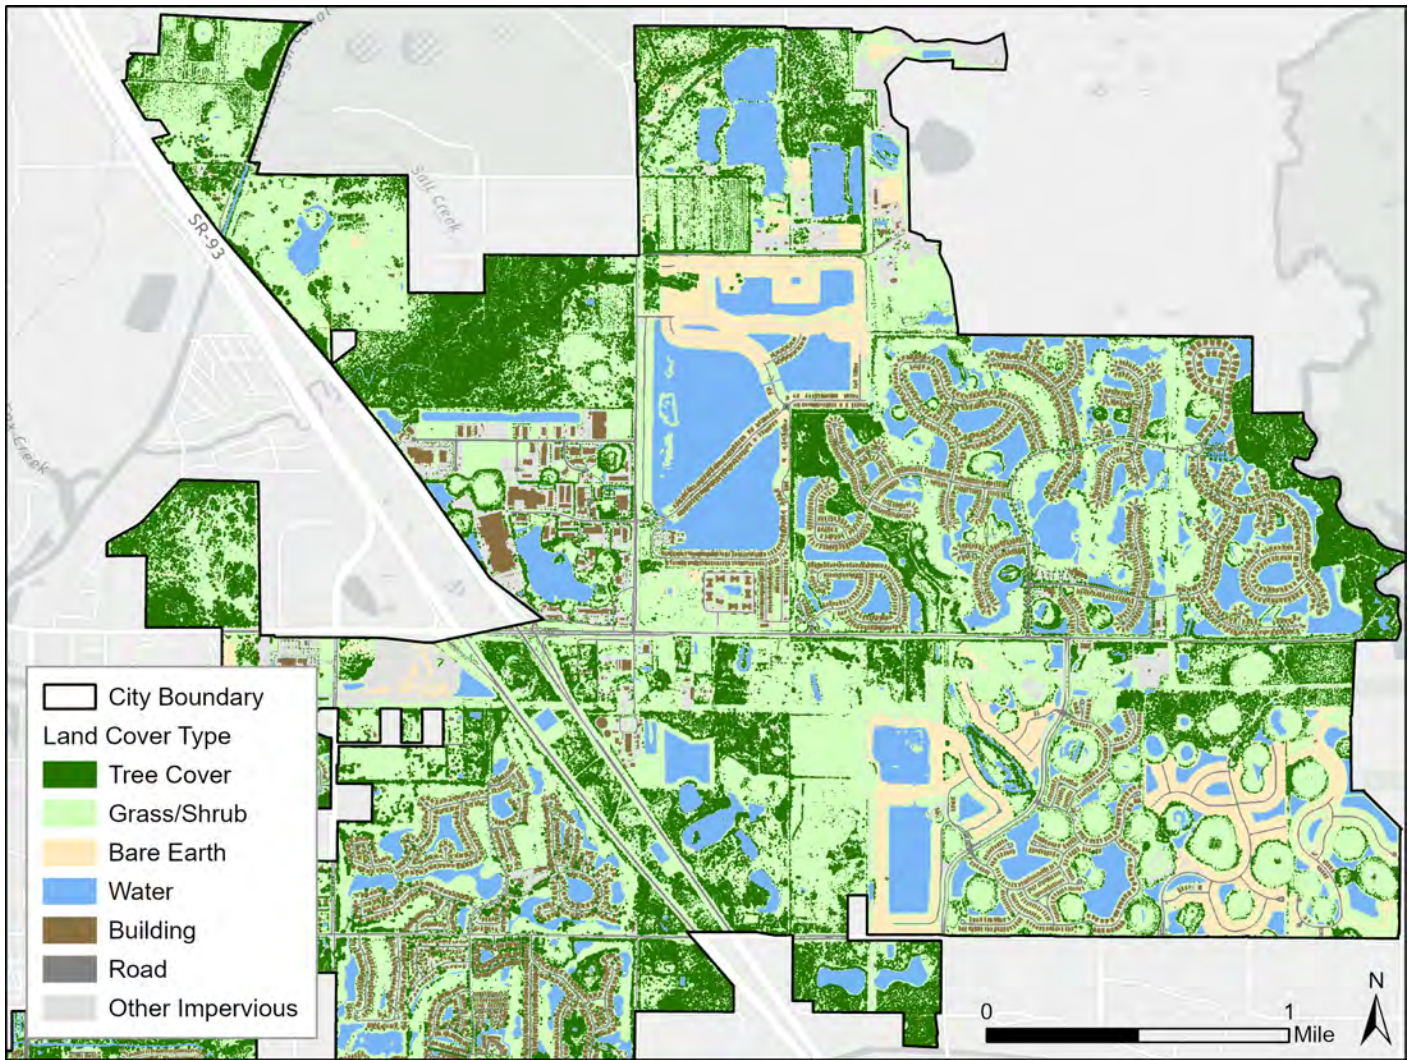 Salt Creek
SR-93
Creek
City Boundary
Land Cover Type
Tree Cover
Grass/Shrub
Bare Earth
Water
Building
Road
Other Impervious
0
1
Mile
N